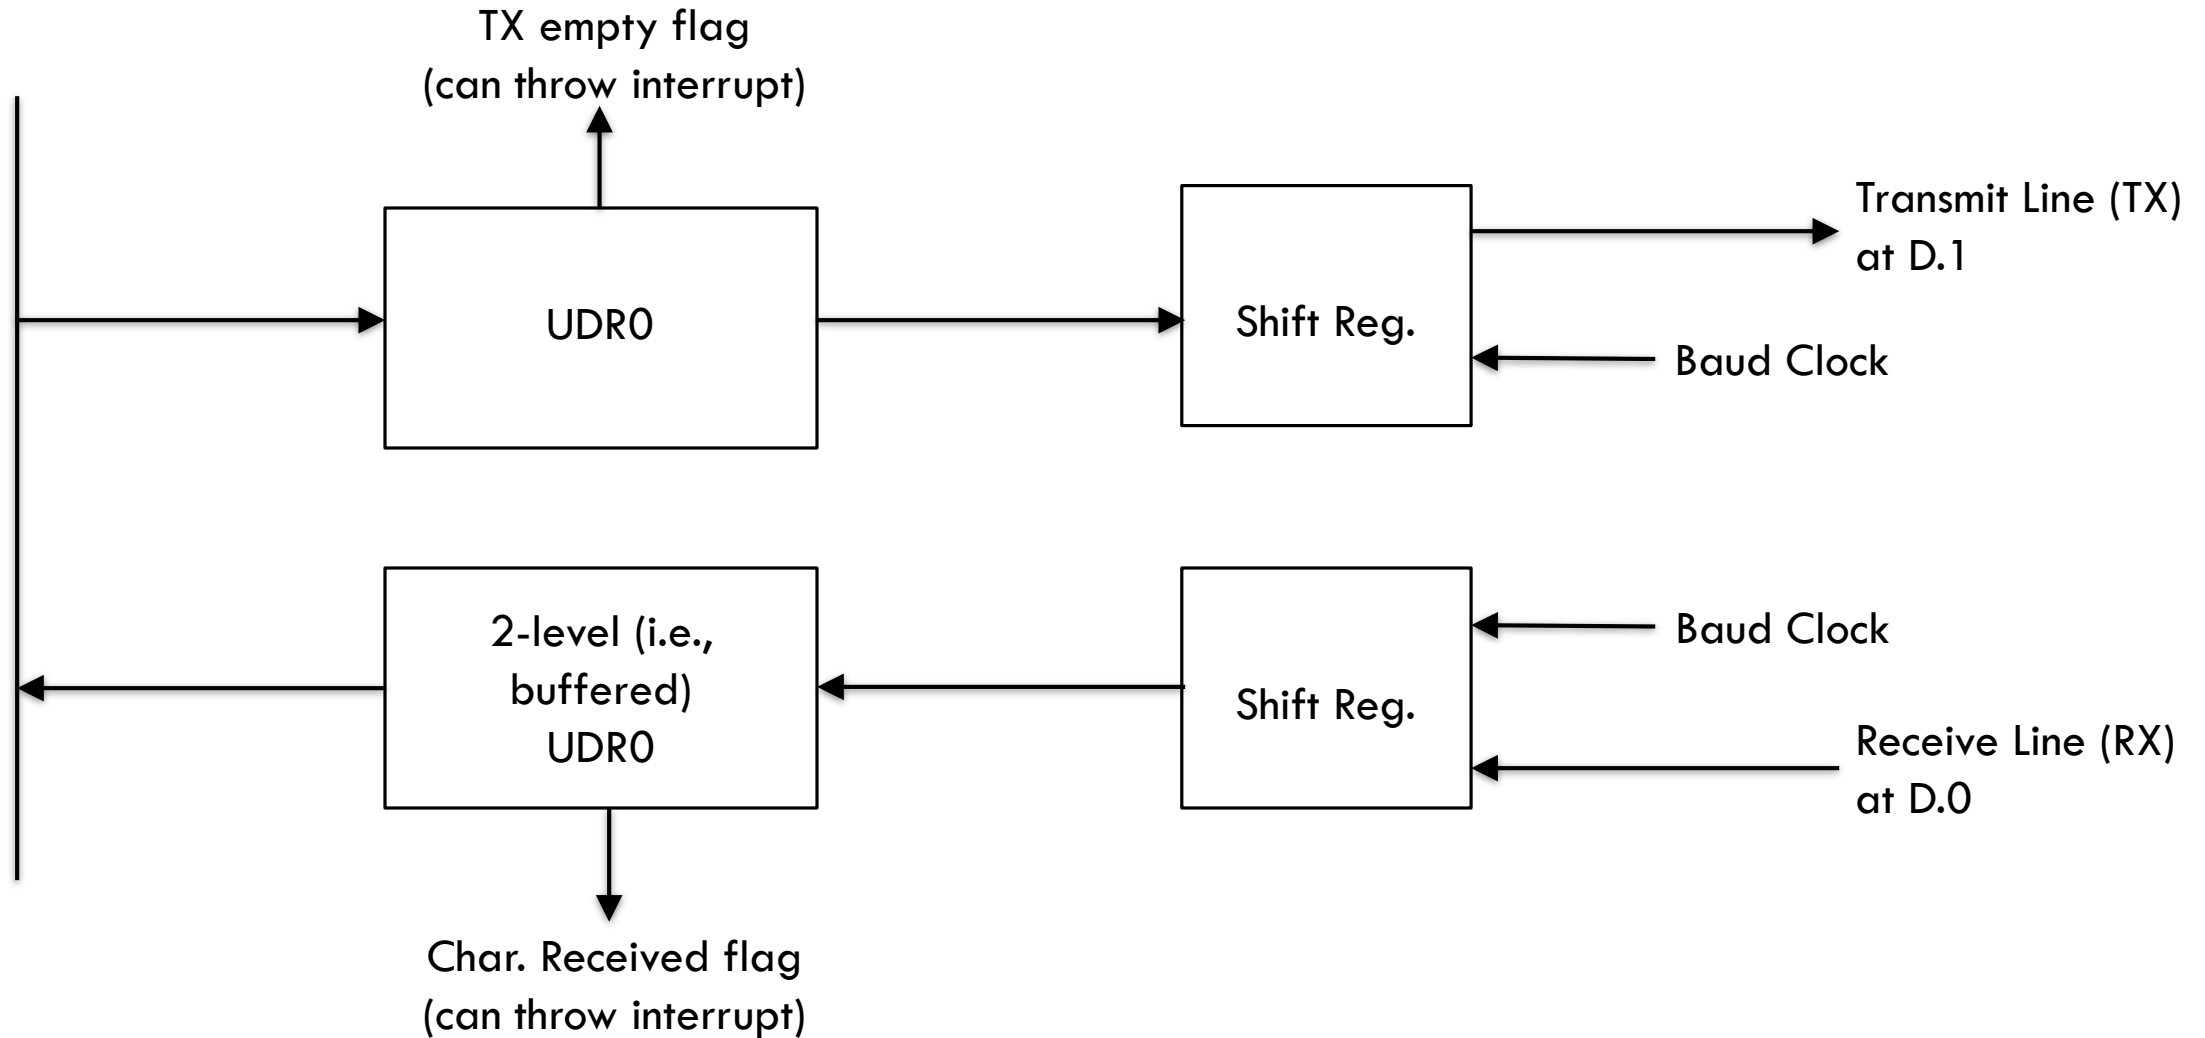 TX empty flag
(can throw interrupt)
Transmit Line (TX)
at D.1
UDR0
Shift Reg.
Baud Clock
2-level (i.e.,
buffered)
UDR0
Shift Reg.
Baud Clock
Receive Line (RX)
at D.0
Char. Received flag
(can throw interrupt)